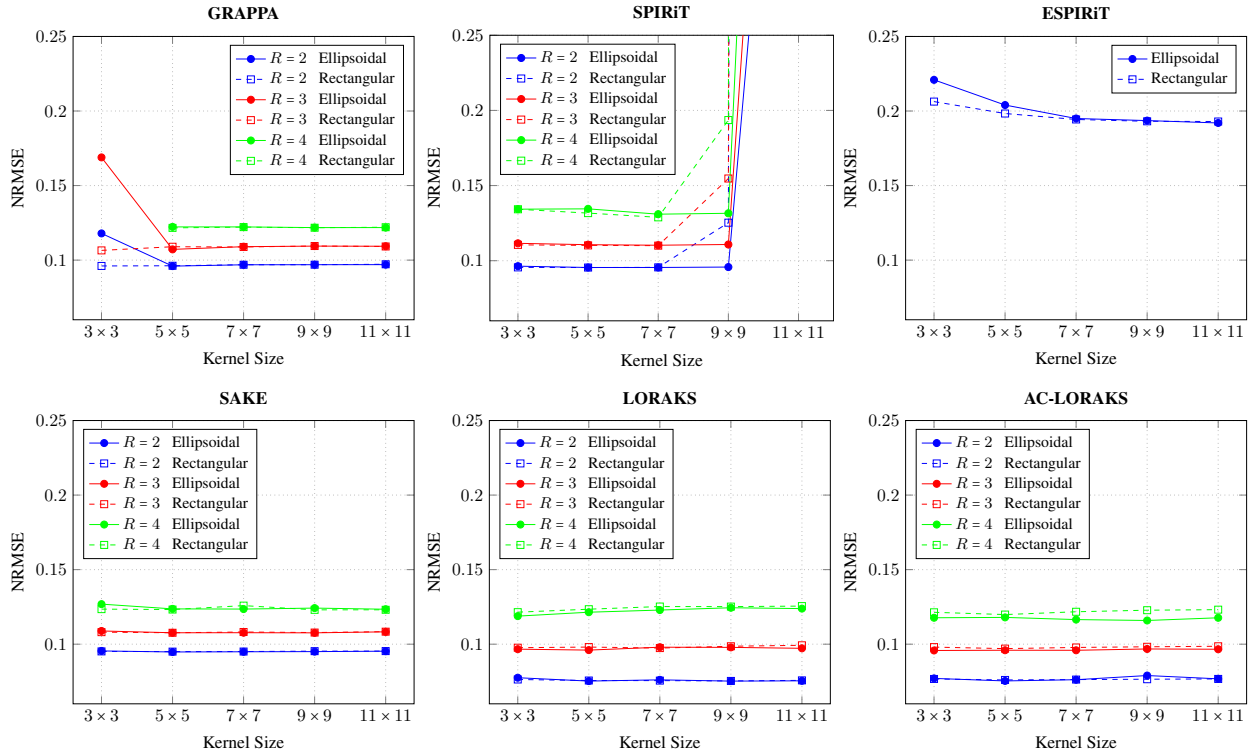 GRAPPA
0.25
0.2
0.15
0.1
NRMSE
R = 2 Ellipsoidal
R = 2 Rectangular
R = 3 Ellipsoidal
R = 3 Rectangular
R = 4 Ellipsoidal
R = 4 Rectangular
3 × 3 5 × 5 7 × 7 9 × 9 11 × 11
Kernel Size
SPIRiT
0.25
0.2
0.15
0.1
NRMSE
R = 2 Ellipsoidal
R = 2 Rectangular
R = 3 Ellipsoidal
R = 3 Rectangular
R = 4 Ellipsoidal
R = 4 Rectangular
3 × 3 5 × 5 7 × 7 9 × 9 11 × 11
Kernel Size
ESPIRiT
0.25
0.2
0.15
0.1
NRMSE
Ellipsoidal
Rectangular
3 × 3 5 × 5 7 × 7 9 × 9 11 × 11
Kernel Size
SAKE
0.25
0.2
0.15
0.1
NRMSE
R = 2 Ellipsoidal
R = 2 Rectangular
R = 3 Ellipsoidal
R = 3 Rectangular
R = 4 Ellipsoidal
R = 4 Rectangular
3 × 3 5 × 5 7 × 7 9 × 9 11 × 11
Kernel Size
LORAKS
0.25
0.2
0.15
0.1
NRMSE
R = 2 Ellipsoidal
R = 2 Rectangular
R = 3 Ellipsoidal
R = 3 Rectangular
R = 4 Ellipsoidal
R = 4 Rectangular
3 × 3 5 × 5 7 × 7 9 × 9 11 × 11
Kernel Size
AC-LORAKS
0.25
0.2
0.15
0.1
NRMSE
R = 2 Ellipsoidal
R = 2 Rectangular
R = 3 Ellipsoidal
R = 3 Rectangular
R = 4 Ellipsoidal
R = 4 Rectangular
3 × 3 5 × 5 7 × 7 9 × 9 11 × 11
Kernel Size